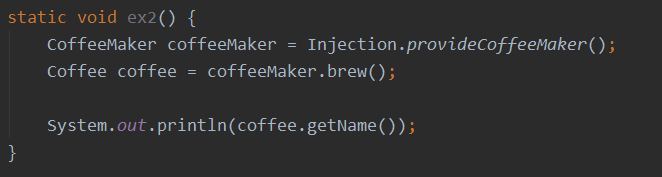 static void ex2() {
    CoffeeMaker coffeeMaker = Injection.provideCoffeeMaker();
    Coffee coffee = coffeeMaker.brew();

    System.out.println(coffee.getName());
}